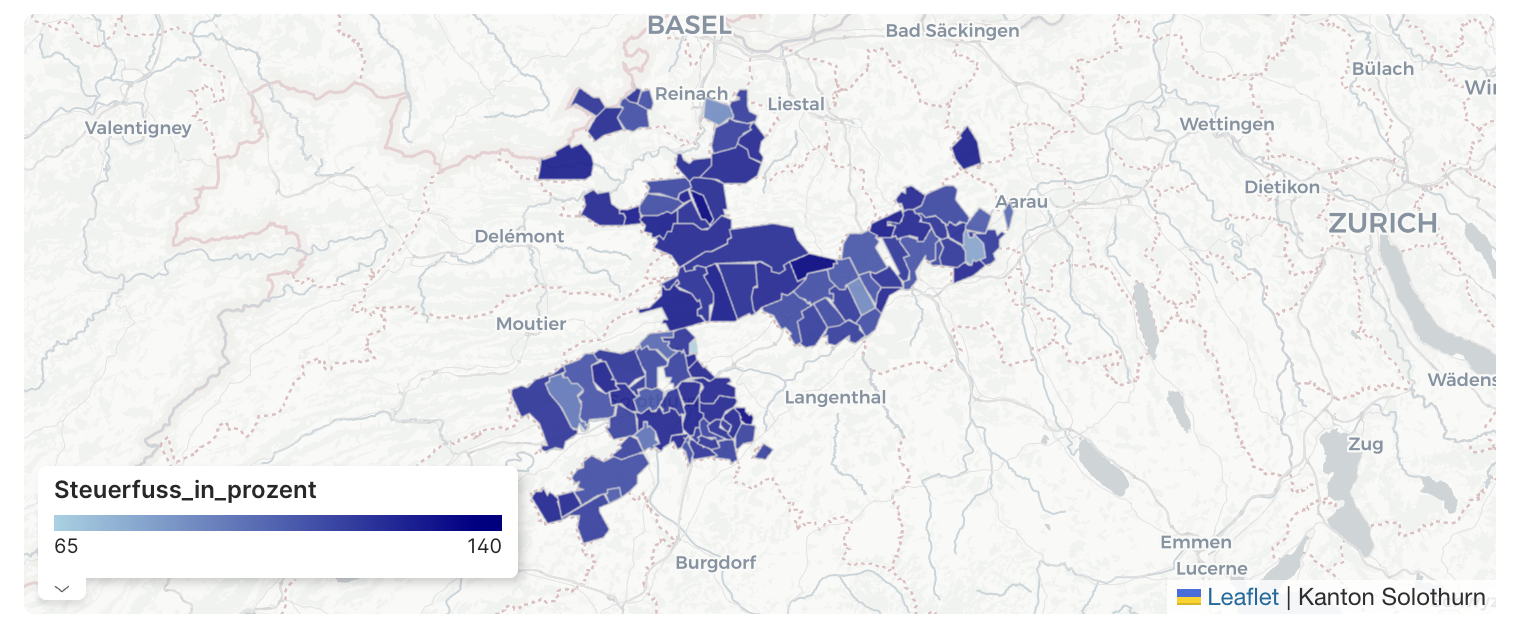 BASEL
Bad Säckingen
Bülach
Reinach
Liestal
Valentigney
Wettingen
Dietikon
Aarau
ZURICH
Delémont
Moutier
Langenthal
Wädens
Zug
Steuerfuss_in_prozent
65 140
Burgdorf
Emmen
Lucerne
Leaflet | Kanton Solothurn